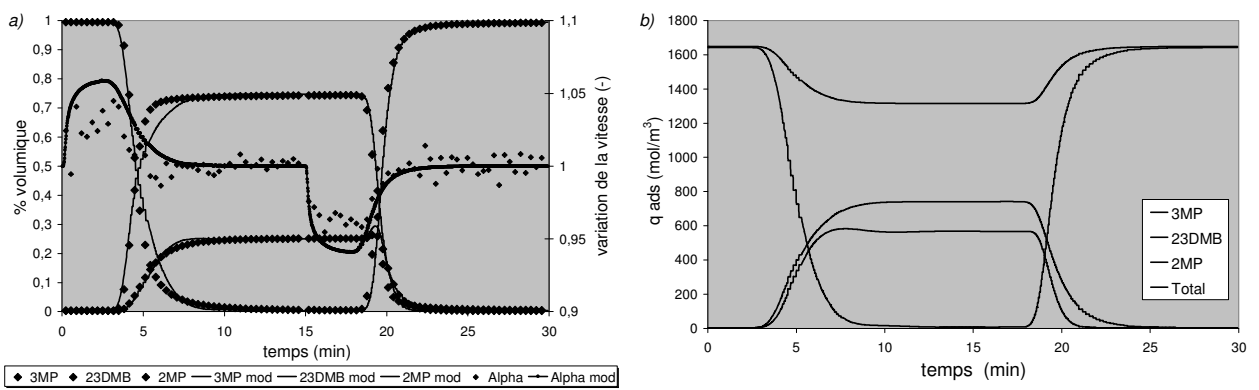 a)
1
0,9
0,8
0,7
0,6
0,5
0,4
0,3
0,2
0,1
0
% volumique
1,1
1,05
1
0,95
0,9
variation de la vitesse (-)
0 5 10 15 20 25 30
temps (min)
3MP 23DMB 2MP 3MP mod 23DMB mod 2MP mod Alpha Alpha mod
b)
1800
1600
1400
1200
1000
800
600
400
200
0
q ads (mol/m³)
3MP
23DMB
2MP
Total
0 5 10 15 20 25 30
temps (min)